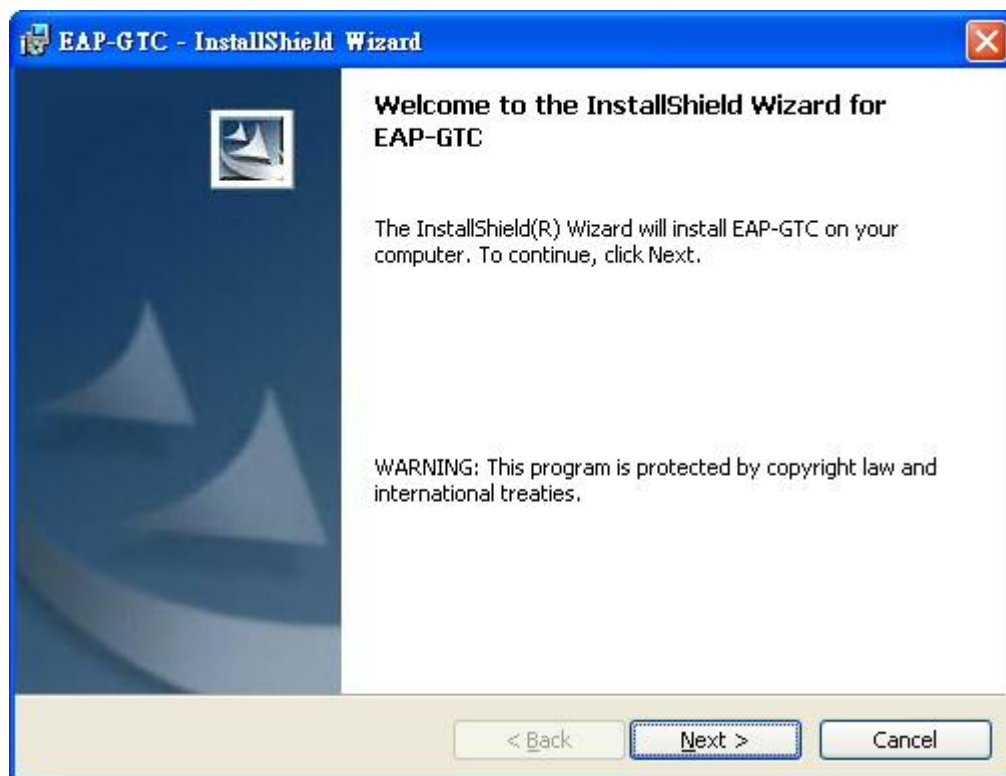 EAP-GTC - InstallShield Wizard
Welcome to the InstallShield Wizard for
EAP-GTC
The InstallShield(R) Wizard will install EAP-GTC on your
computer. To continue, click Next.
WARNING: This program is protected by copyright law and
international treaties.
< Back Next > Cancel